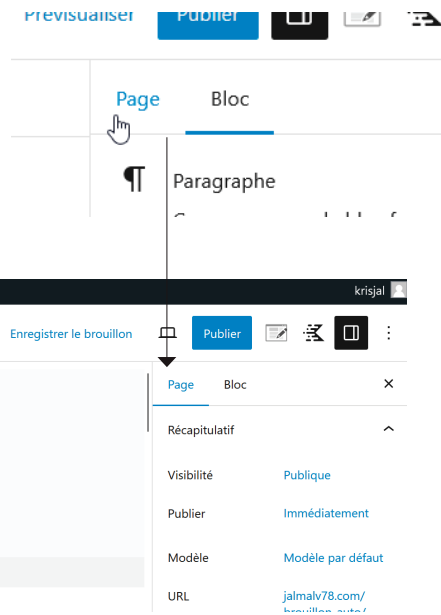 Prévisualiser Publier
Page Bloc
¶ Paragraphe
krisjal
Enregistrer le brouillon Publier
Page Bloc
Récapitulatif
Visibilité Publique
Publier Immédiatement
Modèle Modèle par défaut
URL jalmalv78.com/
brouillon-auto/